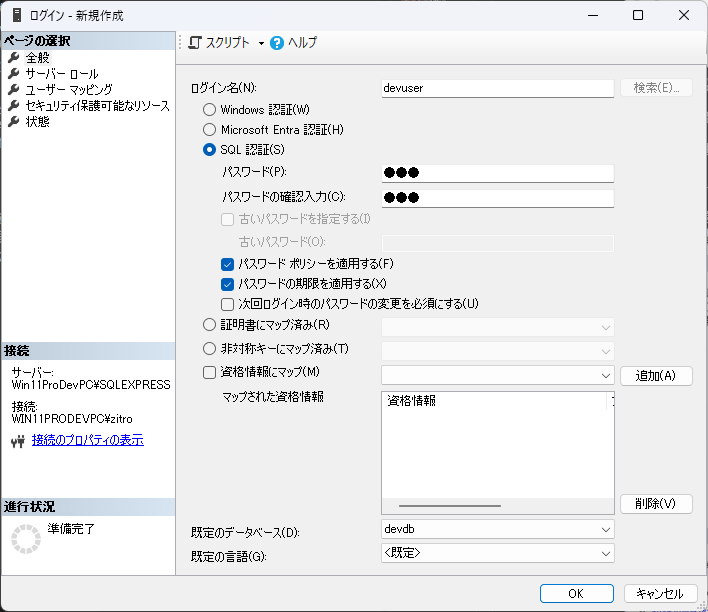 ログイン - 新規作成
ページの選択
全般
サーバー ロール
ユーザー マッピング
セキュリティ保護可能なリソース
状態
接続
サーバー:
Win11ProDevPC¥SQLEXPRESS
接続:
WIN11PRODEVPC¥zitro
接続のプロパティの表示
進行状況
準備完了
スクリプト ヘルプ
ログイン名(N): devuser 検索(E)...
Windows 認証(W)
Microsoft Entra 認証(H)
SQL 認証(S)
パスワード(P): ●●●
パスワードの確認入力(C): ●●●
古いパスワードを指定する(I)
古いパスワード(O):
パスワード ポリシーを適用する(F)
パスワードの期限を適用する(X)
次回ログイン時のパスワードの変更を必須にする(U)
証明書にマップ済み(R)
非対称キーにマップ済み(T)
資格情報にマップ(M) 追加(A)
マップされた資格情報 資格情報
削除(V)
既定のデータベース(D): devdb
既定の言語(G): <既定>
OK キャンセル